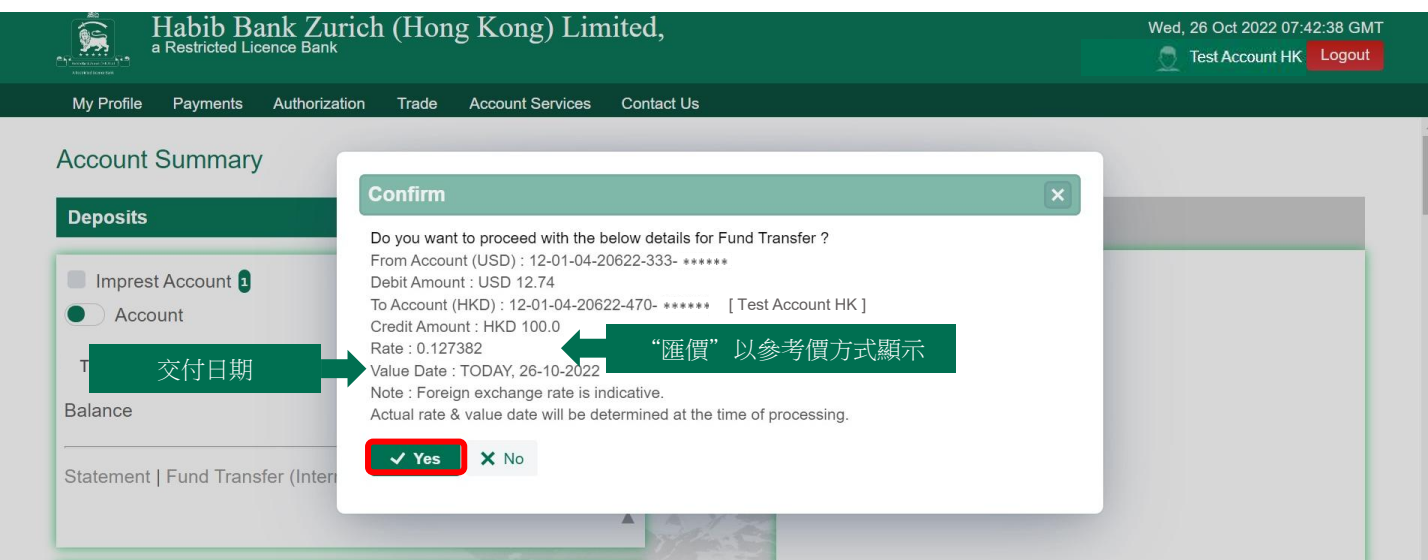 Habib Bank Zurich (Hong Kong) Limited,
a Restricted Licence Bank
Wed, 26 Oct 2022 07:42:38 GMT
Test Account HK Logout
My Profile Payments Authorization Trade Account Services Contact Us
Account Summary
Deposits
Imprest Account 1
Account
T
Balance
Statement | Fund Transfer (Inter
Confirm
Do you want to proceed with the below details for Fund Transfer ?
From Account (USD) : 12-01-04-20622-333- ******
Debit Amount : USD 12.74
To Account (HKD) : 12-01-04-20622-470- ****** [ Test Account HK ]
Credit Amount : HKD 100.0
Rate : 0.127382
“匯價”以參考價方式顯示
交付日期
Value Date : TODAY, 26-10-2022
Note : Foreign exchange rate is indicative.
Actual rate & value date will be determined at the time of processing.
Yes No